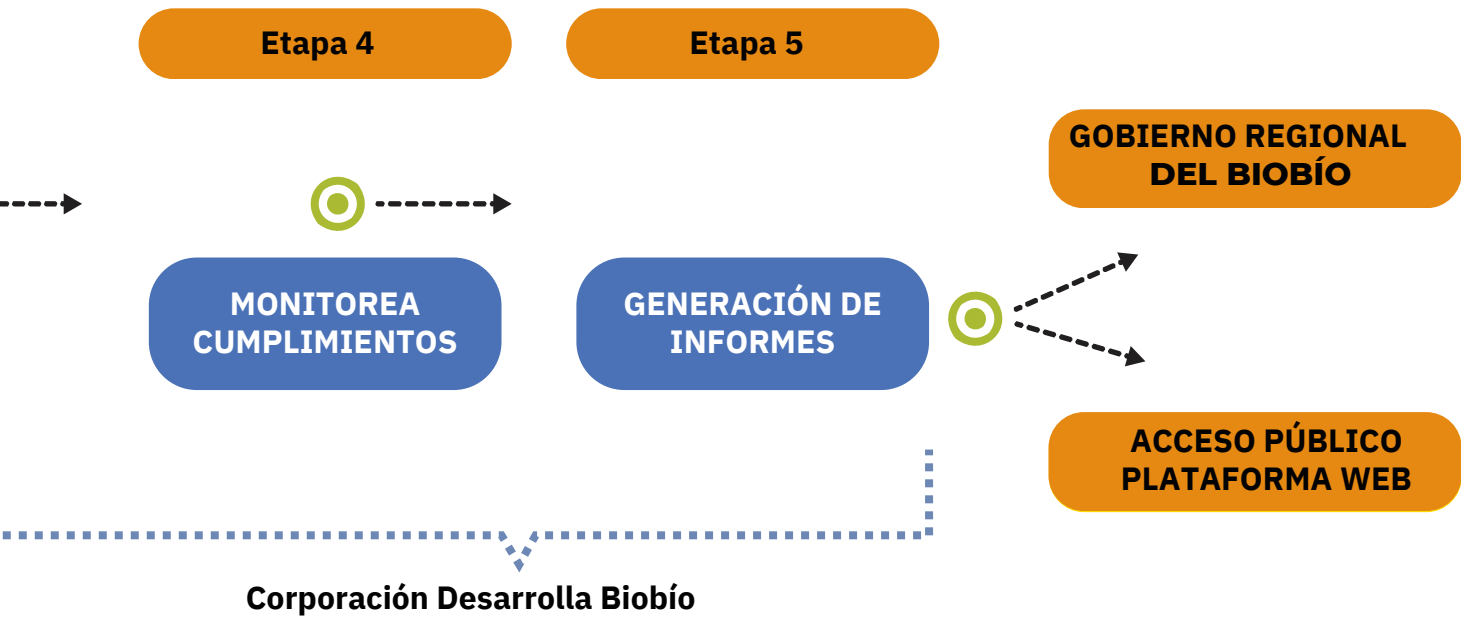 Etapa 4
Etapa 5
GOBIERNO REGIONAL
DEL BIOBÍO
MONITOREA
CUMPLIMIENTOS
GENERACIÓN DE
INFORMES
ACCESO PÚBLICO
PLATAFORMA WEB
Corporación Desarrolla Biobío